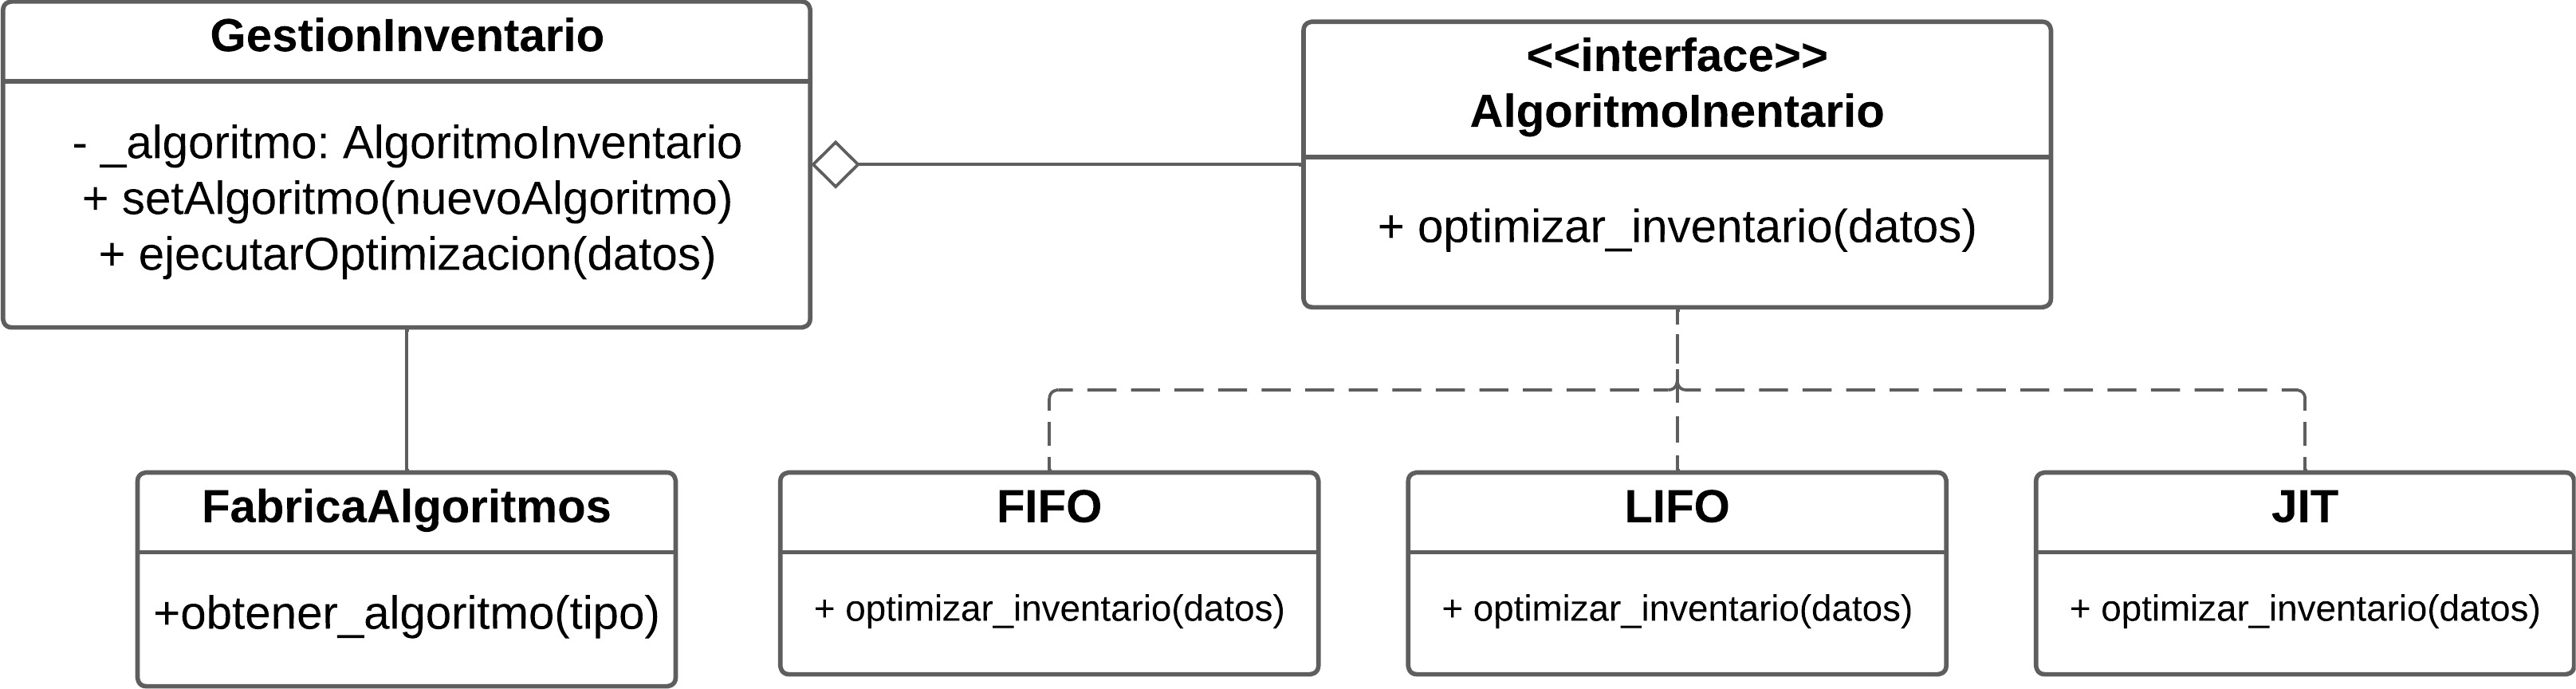 GestionInventario
- _algoritmo: AlgoritmoInventario
+ setAlgoritmo(nuevoAlgoritmo)
+ ejecutarOptimizacion(datos)
<<interface>>
AlgoritmoInentario
+ optimizar_inventario(datos)
FabricaAlgoritmos
+obtener_algoritmo(tipo)
FIFO
+ optimizar_inventario(datos)
LIFO
+ optimizar_inventario(datos)
JIT
+ optimizar_inventario(datos)